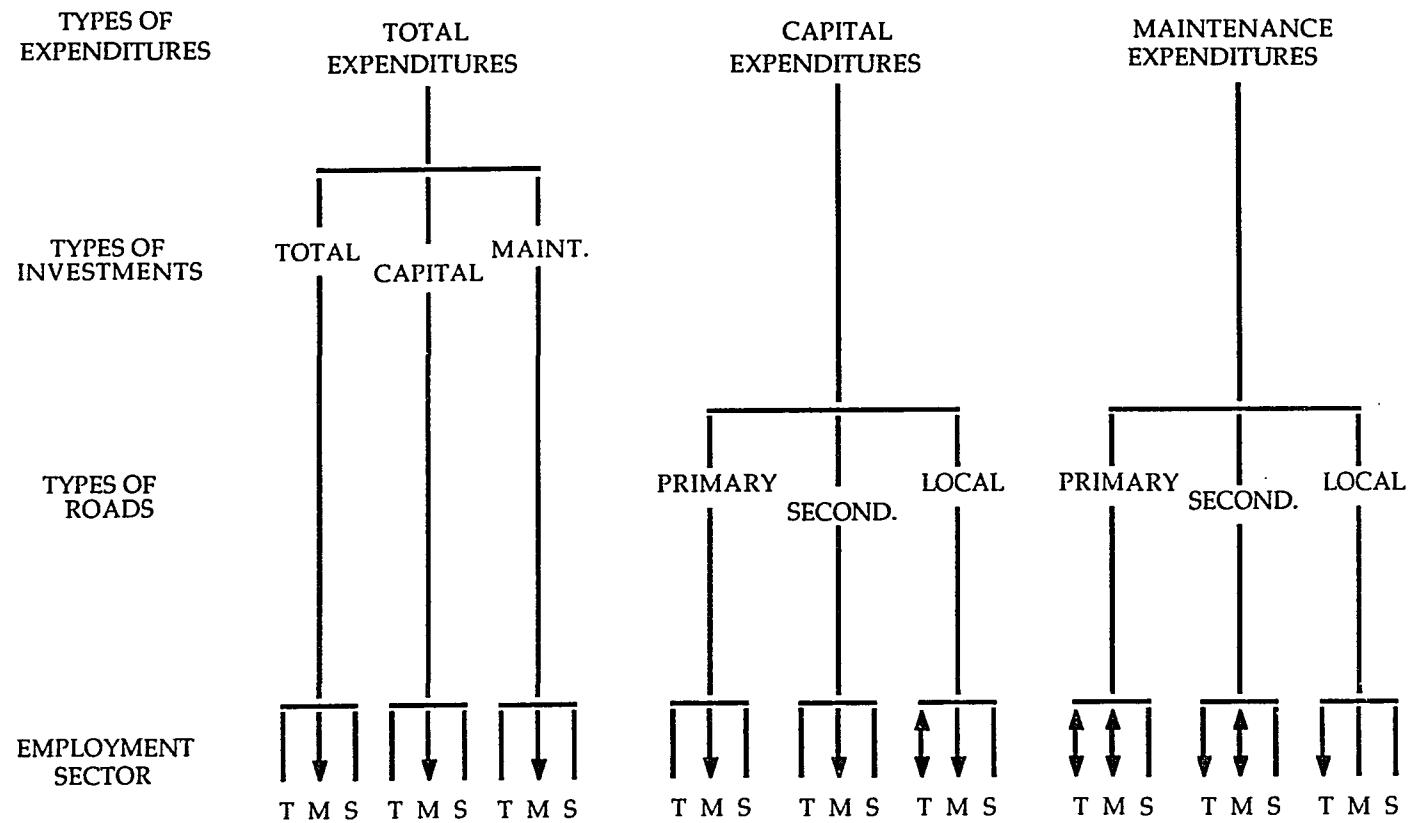 TYPES OF
EXPENDITURES
TOTAL
EXPENDITURES
CAPITAL
EXPENDITURES
MAINTENANCE
EXPENDITURES
TYPES OF
INVESTMENTS
TOTAL
CAPITAL
MAINT.
TYPES OF
ROADS
PRIMARY
SECOND.
LOCAL
PRIMARY
SECOND.
LOCAL
EMPLOYMENT
SECTOR
T M S T M S T M S T M S T M S T M S T M S T M S T M S